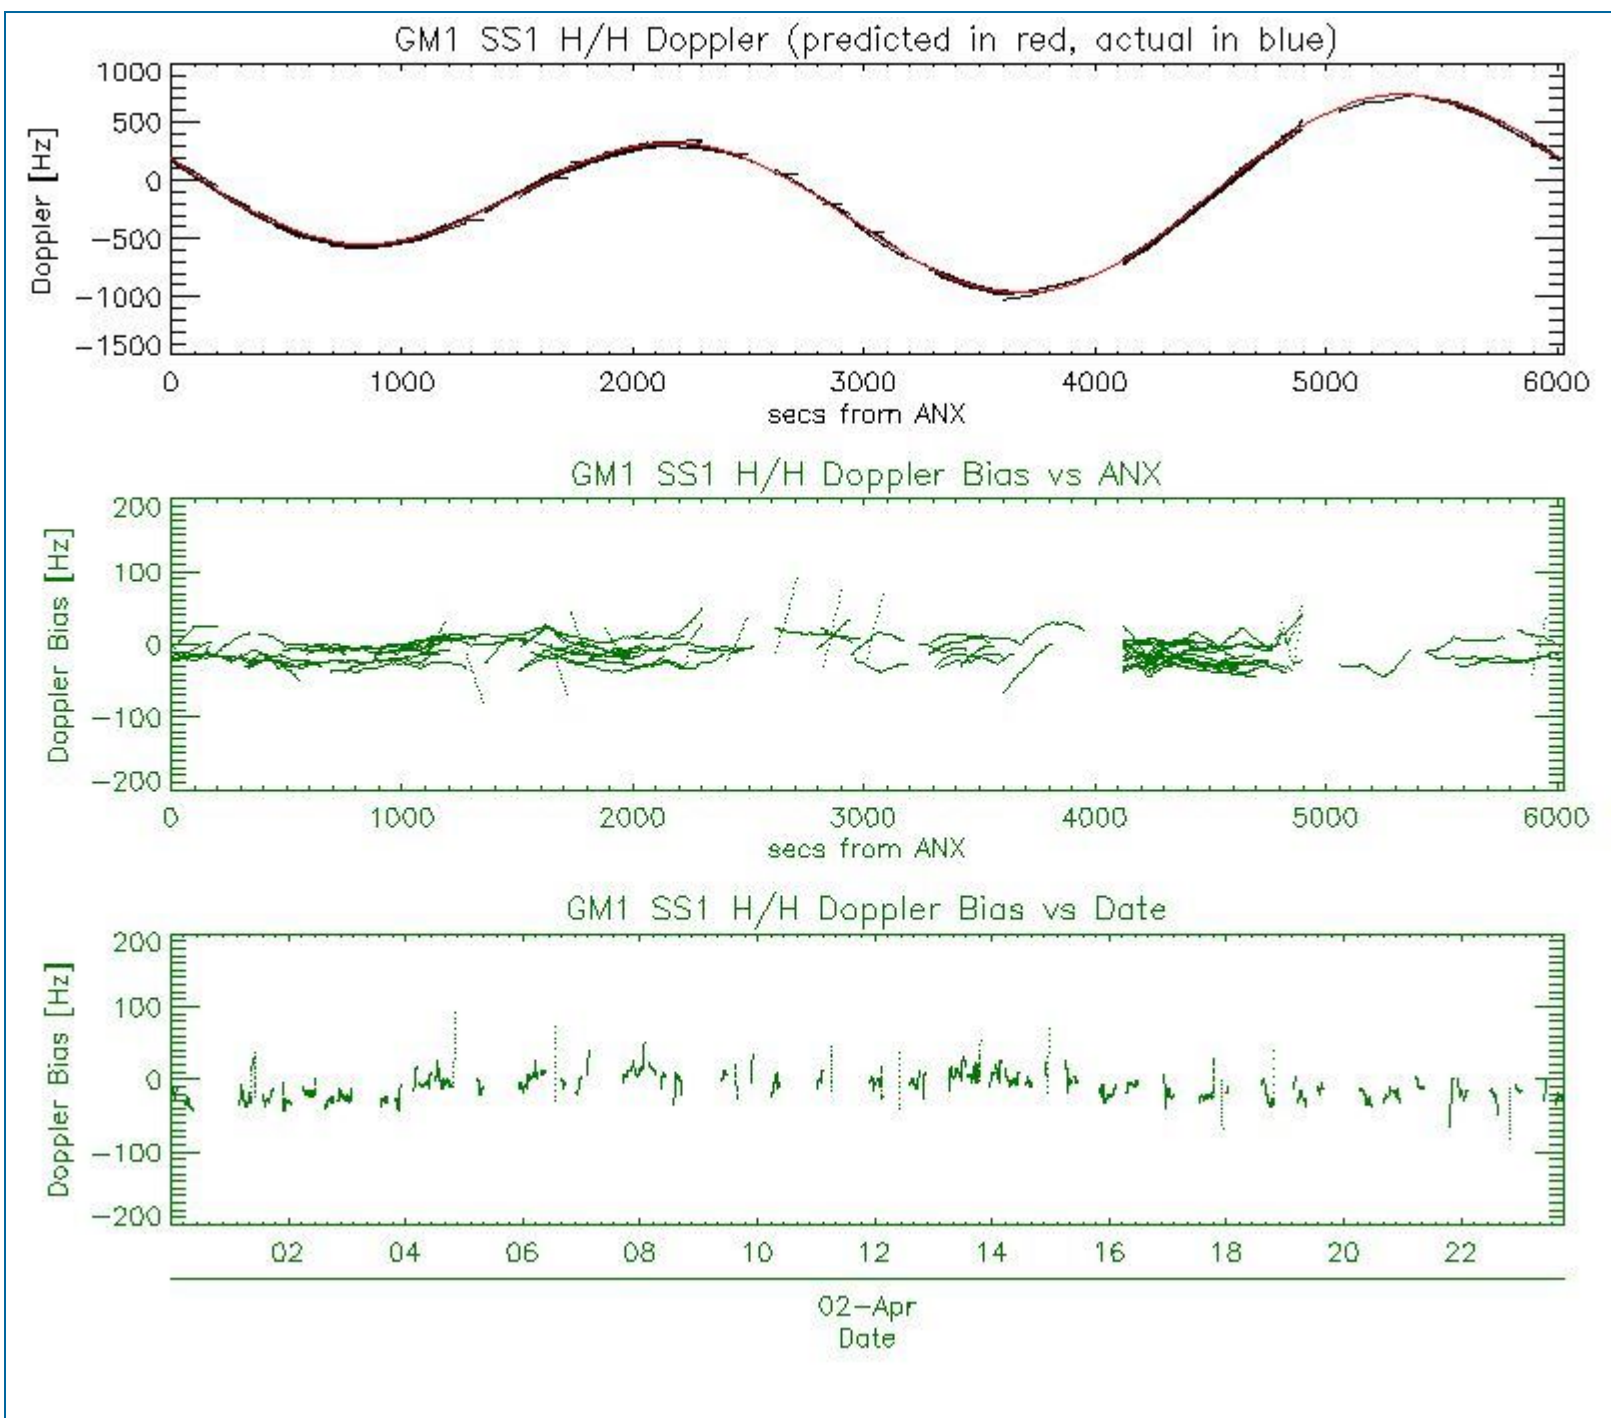 GM1 SS1 H/H Doppler (predicted in red, actual in blue)
1000
500
0
−500
−1000
−1500
Doppler [Hz]
0 1000 2000 3000 4000 5000 6000
secs from ANX
GM1 SS1 H/H Doppler Bias vs ANX
200
100
0
−100
−200
Doppler Bias [Hz]
0 1000 2000 3000 4000 5000 6000
secs from ANX
GM1 SS1 H/H Doppler Bias vs Date
200
100
0
−100
−200
Doppler Bias [Hz]
02 04 06 08 10 12 14 16 18 20 22
02−Apr
Date